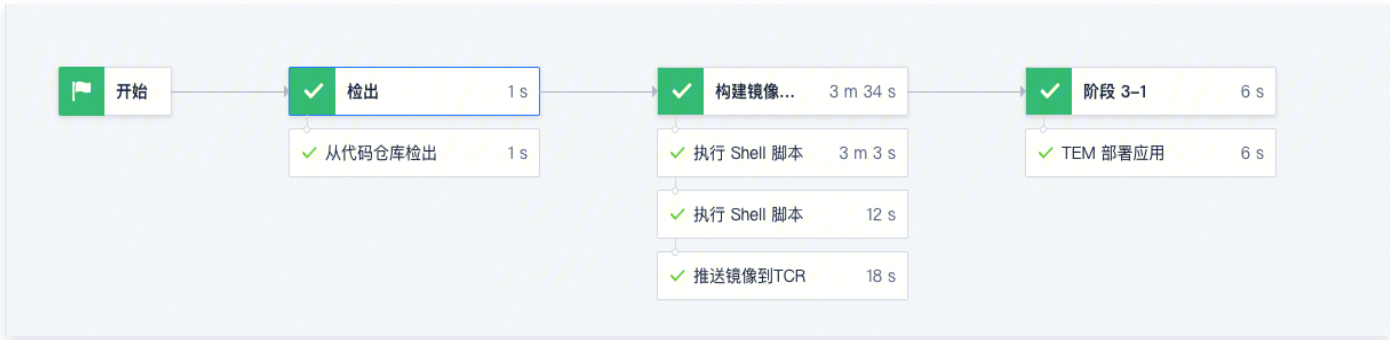 开始
检出 1 s
构建镜像... 3 m 34 s
阶段 3-1 6 s
从代码仓库检出 1 s
执行 Shell 脚本 3 m 3 s
TEM 部署应用 6 s
执行 Shell 脚本 12 s
推送镜像到TCR 18 s